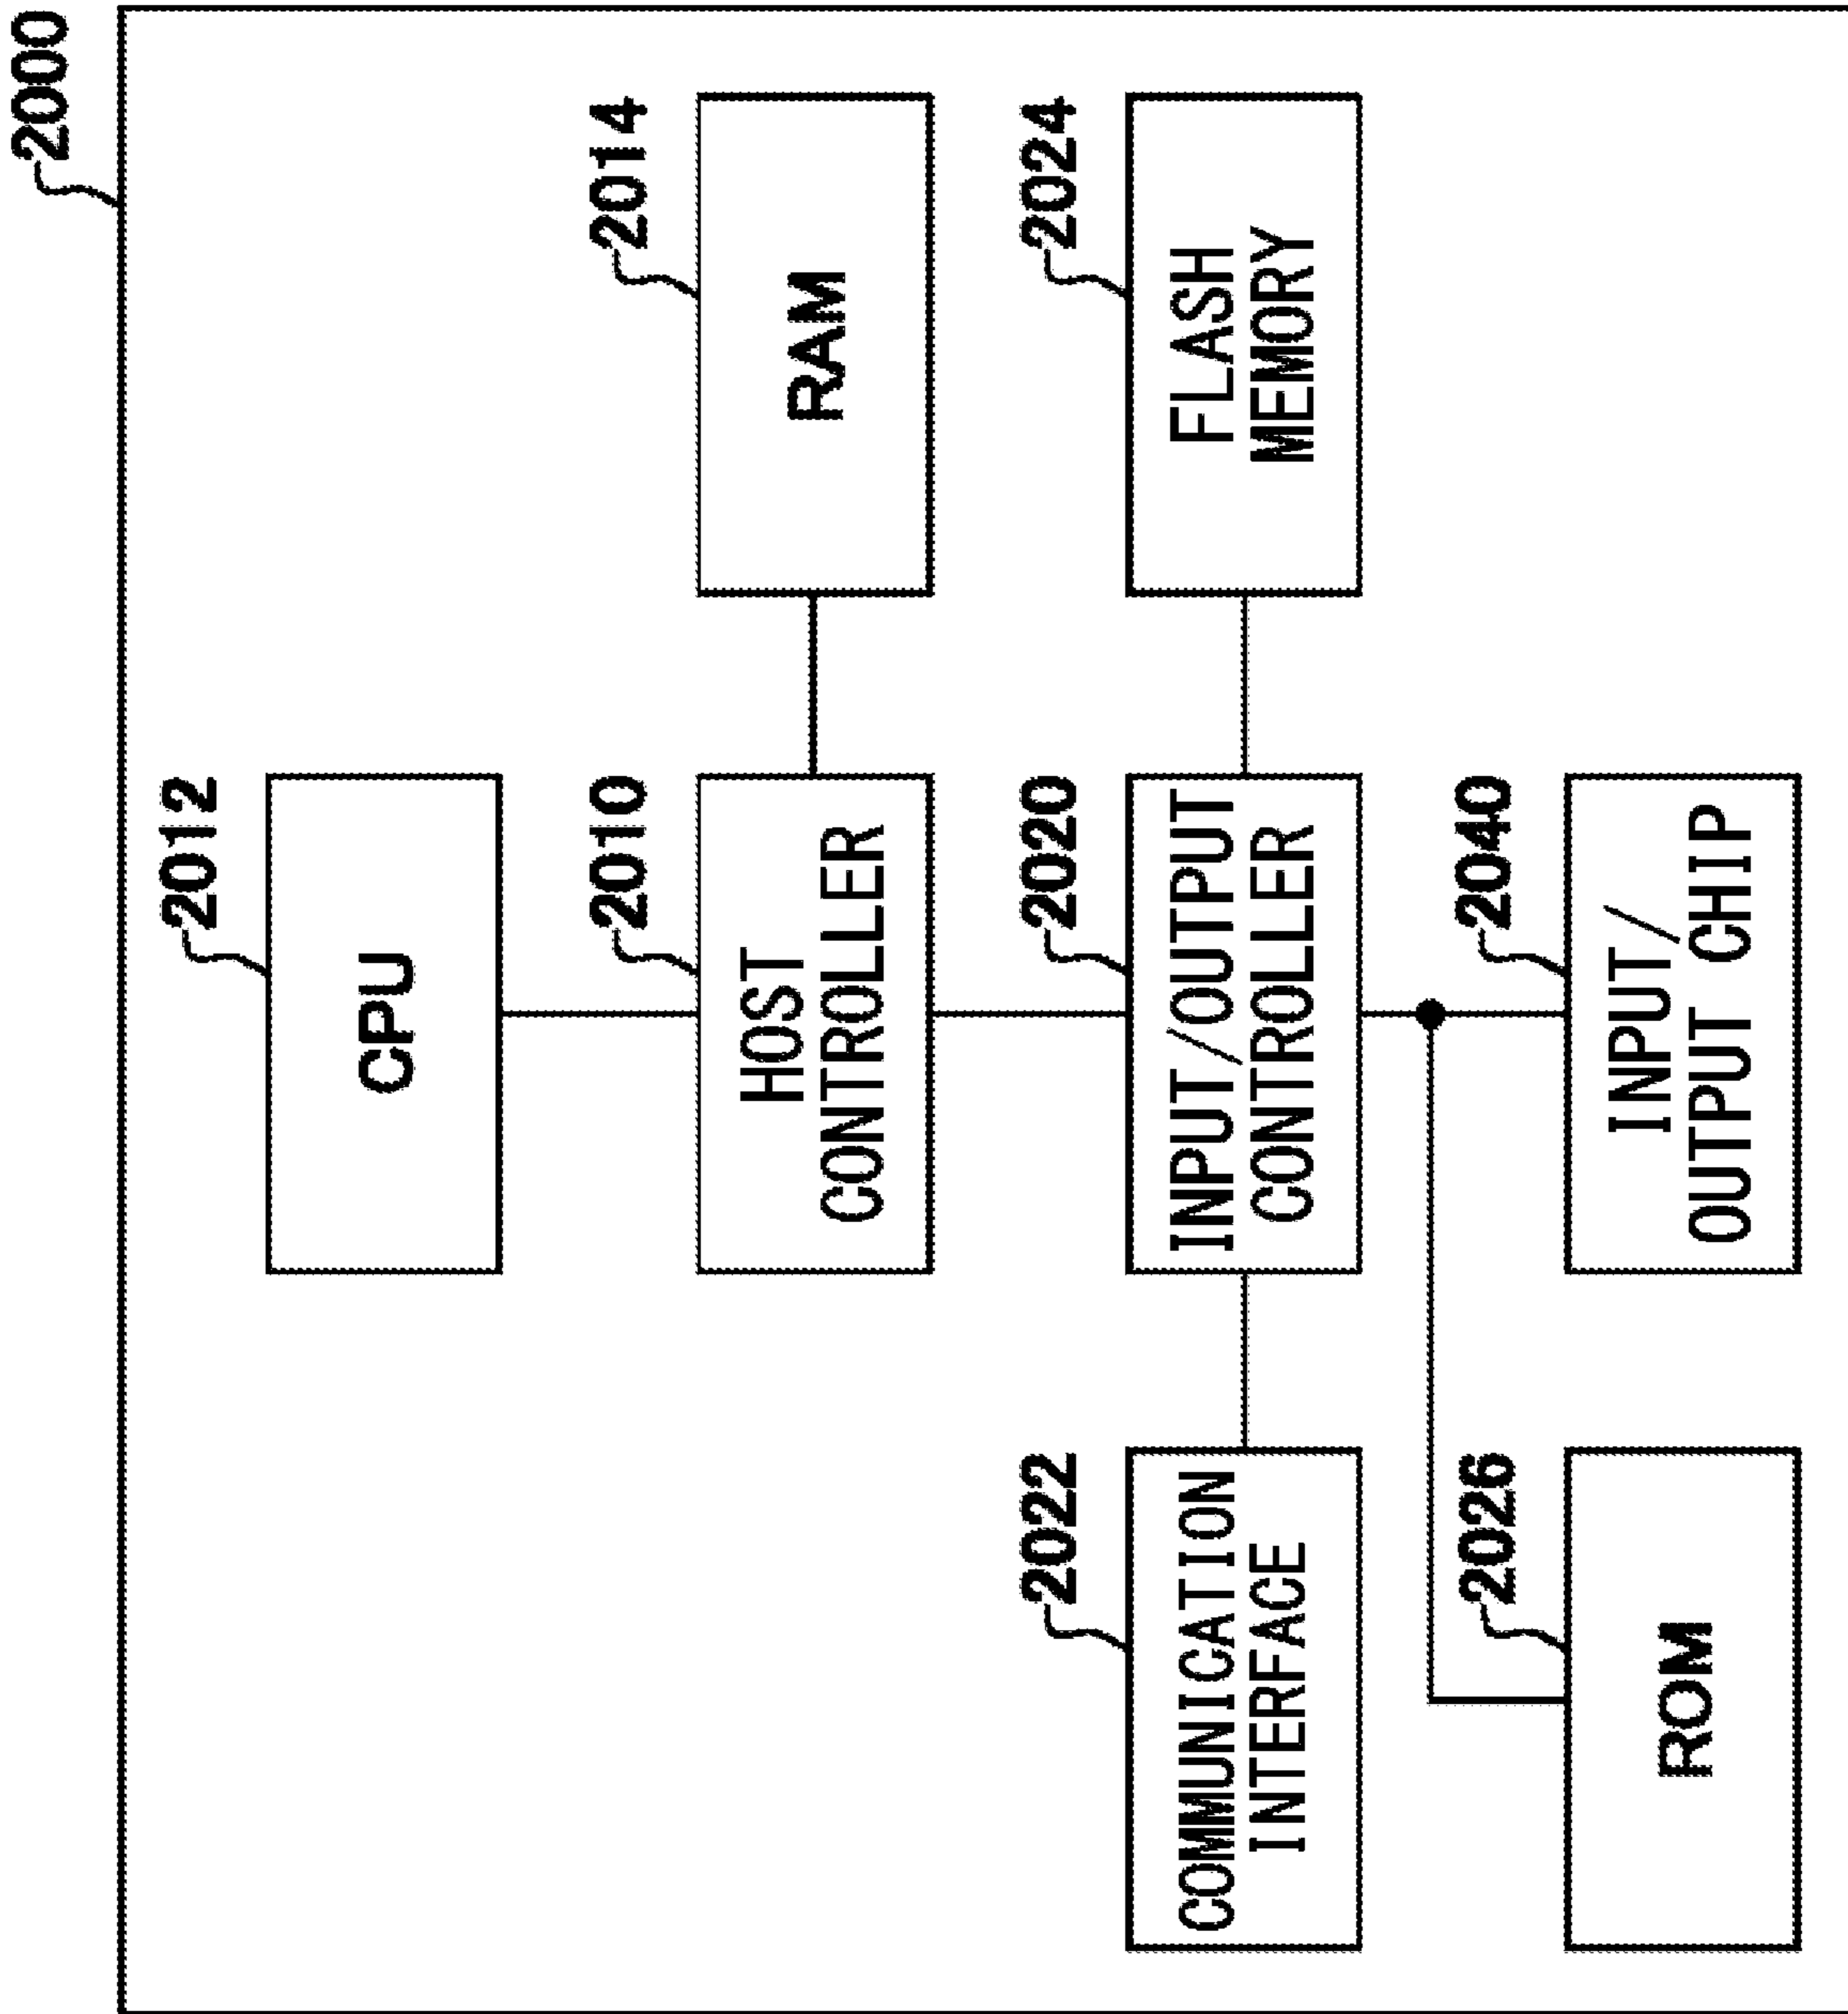 2000
2012
CPU
2010
HOST
CONTROLLER
2014
RAM
2022
COMMUNICATION
INTERFACE
2020
INPUT/OUTPUT
CONTROLLER
2024
FLASH
MEMORY
2026
ROM
2040
INPUT/
OUTPUT CHIP